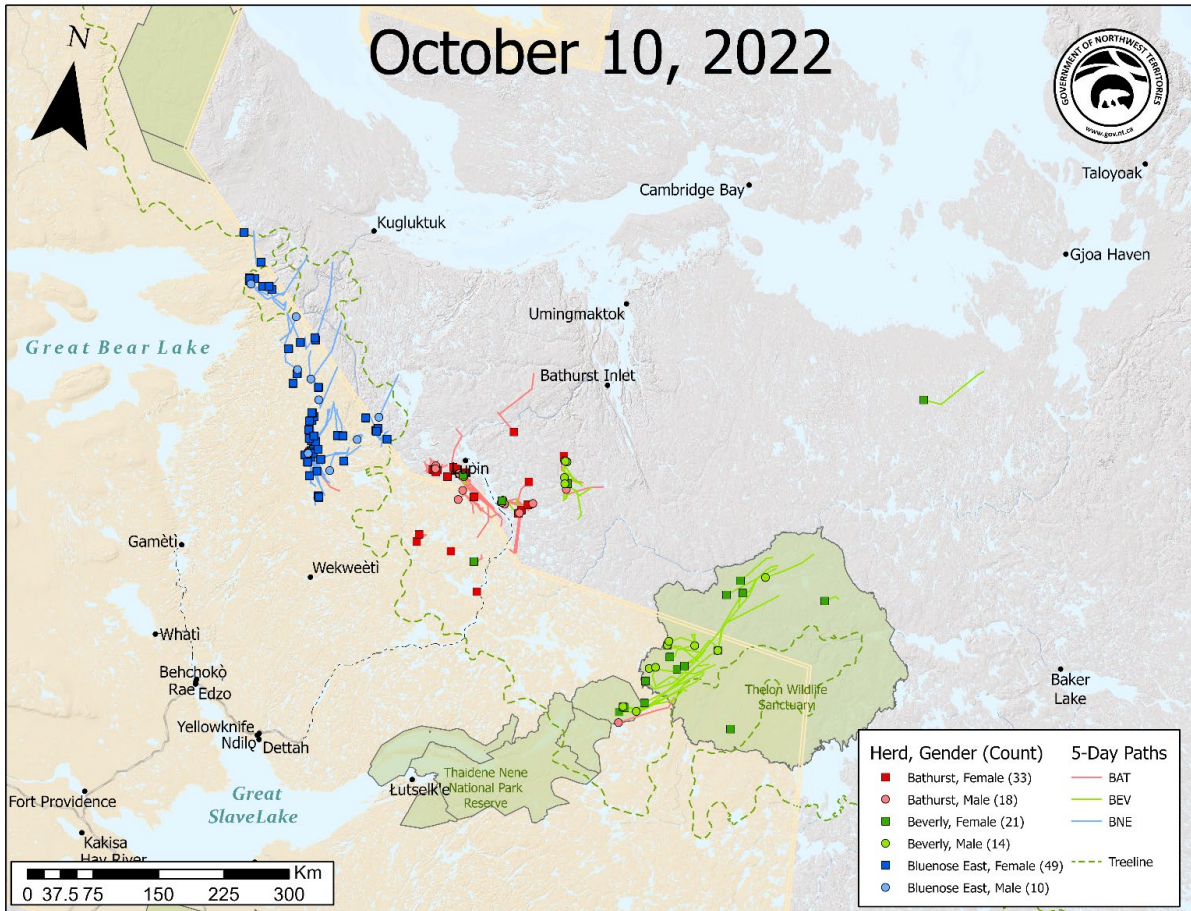 October 10, 2022
N
GOVERNMENT OF NORTHWEST TERRITORIES
www.gov.nt.ca
Taloyoak
Cambridge Bay
Kugluktuk
Gjoa Haven
Umingmaktok
Great Bear Lake
Bathurst Inlet
Lupin
Gamètì
Wekweètì
Whatì
Behchokǫ̀
Rae
Edzo
Baker
Lake
Thelon Wildlife
Sanctuary
Yellowknife
Ndilǫ
Dettah
Thaidene Nene
National Park
Reserve
Łutselk'e
Great
Slave Lake
Fort Providence
Kakisa
Hay River
Km
0 37.5 75 150 225 300
Herd, Gender (Count)
Bathurst, Female (33)
Bathurst, Male (18)
Beverly, Female (21)
Beverly, Male (14)
Bluenose East, Female (49)
Bluenose East, Male (10)
5-Day Paths
BAT
BEV
BNE
Treeline